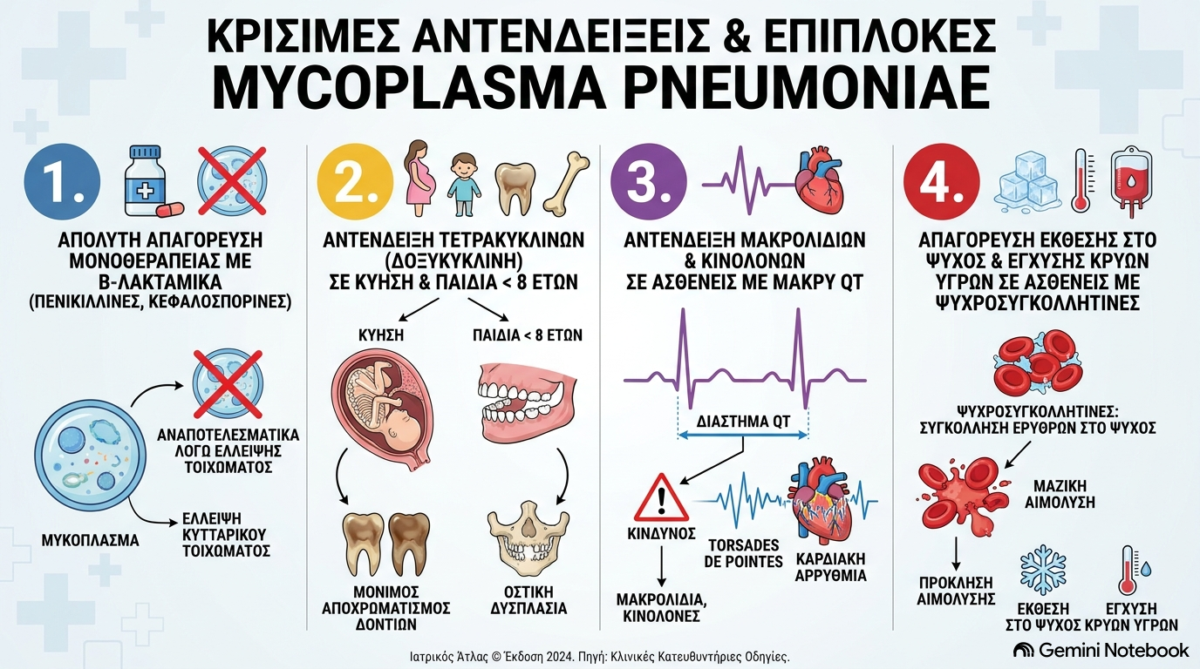 ΚΡΙΣΙΜΕΣ ΑΝΤΕΝΔΕΙΞΕΙΣ & ΕΠΙΠΛΟΚΕΣ
MYCOPLASMA PNEUMONIAE
1.
ΑΠΟΛΥΤΗ ΑΠΑΓΟΡΕΥΣΗ
ΜΟΝΟΘΕΡΑΠΕΙΑΣ ΜΕ
Β-ΛΑΚΤΑΜΙΚΑ
(ΠΕΝΙΚΙΛΛΙΝΕΣ, ΚΕΦΑΛΟΣΠΟΡΙΝΕΣ)
ΑΝΑΠΟΤΕΛΕΣΜΑΤΙΚΑ
ΛΟΓΩ ΕΛΛΕΙΨΗΣ
ΤΟΙΧΩΜΑΤΟΣ
ΜΥΚΟΠΛΑΣΜΑ
ΕΛΛΕΙΨΗ
ΚΥΤΤΑΡΙΚΟΥ
ΤΟΙΧΩΜΑΤΟΣ
2.
ΑΝΤΕΝΔΕΙΞΗ ΤΕΤΡΑΚΥΚΛΙΝΩΝ
(ΔΟΞΥΚΥΚΛΙΝΗ)
ΣΕ ΚΥΗΣΗ & ΠΑΙΔΙΑ < 8 ΕΤΩΝ
ΚΥΗΣΗ
ΠΑΙΔΙΑ < 8 ΕΤΩΝ
ΜΟΝΙΜΟΣ
ΑΠΟΧΡΩΜΑΤΙΣΜΟΣ
ΔΟΝΤΙΩΝ
ΟΣΤΙΚΗ
ΔΥΣΠΛΑΣΙΑ
3.
ΑΝΤΕΝΔΕΙΞΗ ΜΑΚΡΟΛΙΔΙΩΝ
& ΚΙΝΟΛΟΝΩΝ
ΣΕ ΑΣΘΕΝΕΙΣ ΜΕ ΜΑΚΡΥ QT
ΔΙΑΣΤΗΜΑ QT
ΚΙΝΔΥΝΟΣ
TORSADES
DE POINTES
ΚΑΡΔΙΑΚΗ
ΑΡΡΥΘΜΙΑ
ΜΑΚΡΟΛΙΔΙΑ,
ΚΙΝΟΛΟΝΕΣ
4.
ΑΠΑΓΟΡΕΥΣΗ ΕΚΘΕΣΗΣ ΣΤΟ
ΨΥΧΟΣ & ΕΓΧΥΣΗΣ ΚΡΥΩΝ
ΥΓΡΩΝ ΣΕ ΑΣΘΕΝΕΙΣ ΜΕ
ΨΥΧΡΟΣΥΓΚΟΛΛΗΤΙΝΕΣ
ΨΥΧΡΟΣΥΓΚΟΛΛΗΤΙΝΕΣ:
ΣΥΓΚΟΛΛΗΣΗ ΕΡΥΘΡΩΝ ΣΤΟ ΨΥΧΟΣ
ΜΑΖΙΚΗ
ΑΙΜΟΛΥΣΗ
ΠΡΟΚΛΗΣΗ
ΑΙΜΟΛΥΣΗΣ
ΕΚΘΕΣΗ
ΣΤΟ ΨΥΧΟΣ
ΕΓΧΥΣΗ
ΚΡΥΩΝ ΥΓΡΩΝ
Ιατρικός Άτλας © Έκδοση 2024. Πηγή: Κλινικές Κατευθυντήριες Οδηγίες.
Gemini Notebook